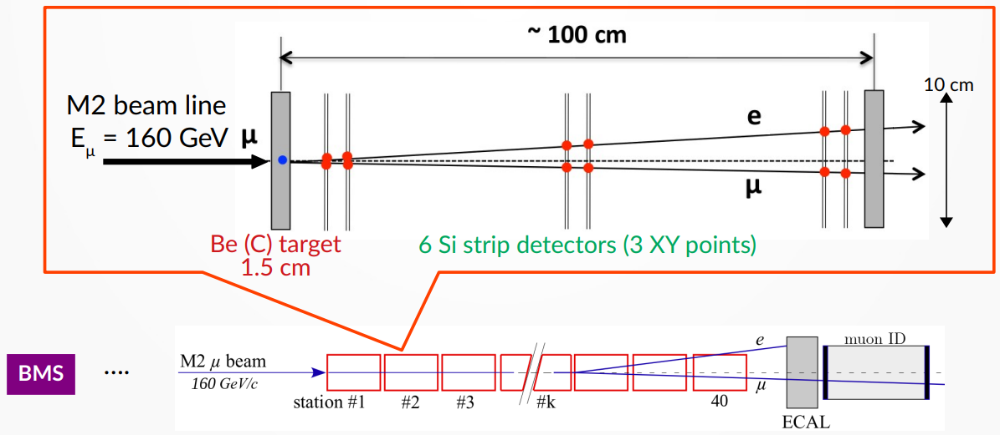 ~ 100 cm
10 cm
M2 beam line
E_μ = 160 GeV μ
e
μ
Be (C) target
1.5 cm
6 Si strip detectors (3 XY points)
BMS
....
M2 μ beam
160 GeV/c
e
muon ID
μ
station #1 #2 #3 #k 40
ECAL